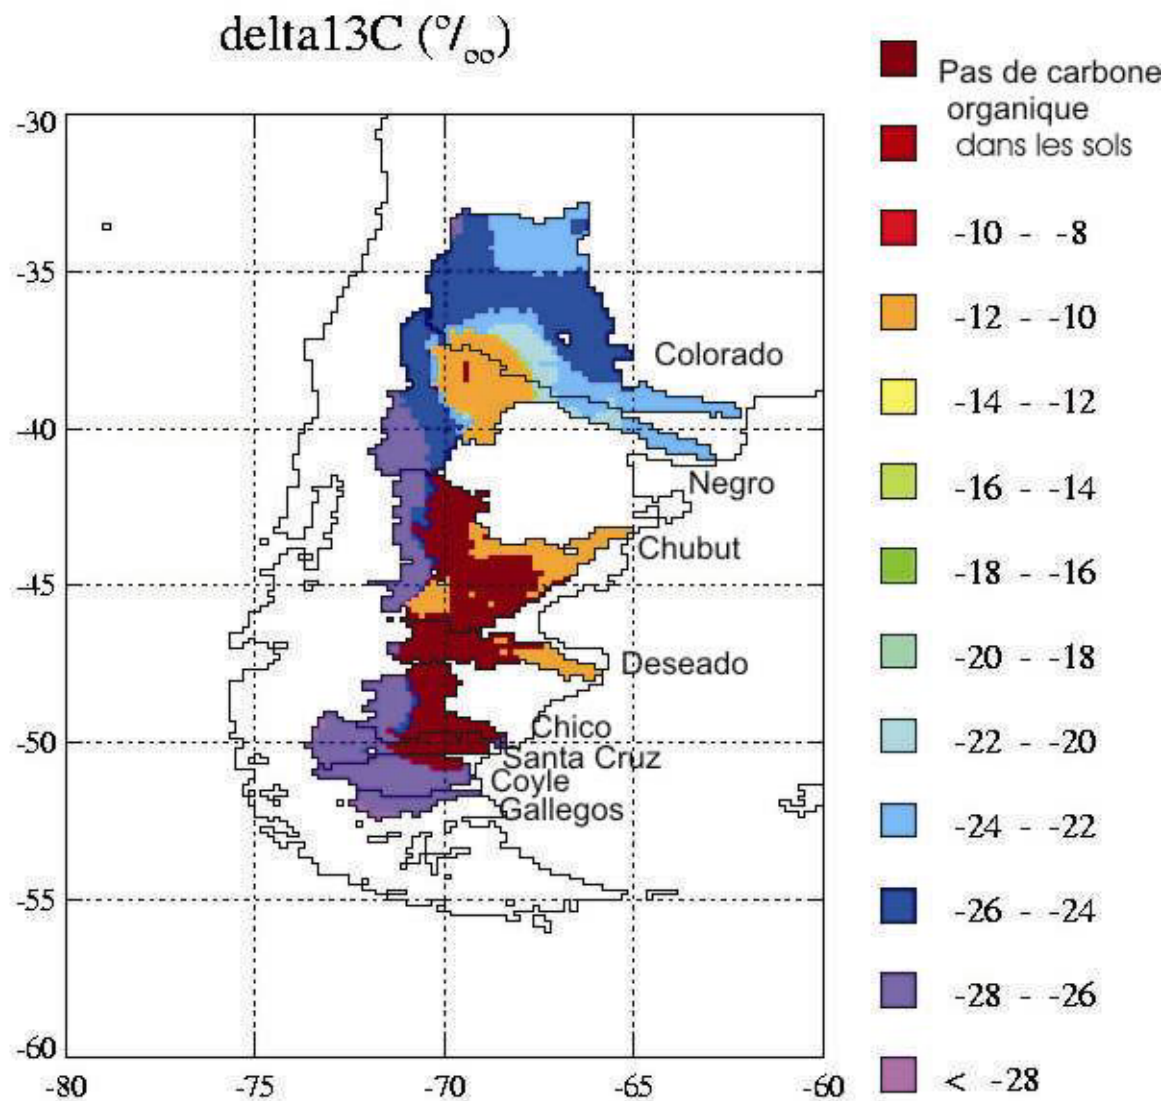 delta13C (°/₀₀)
-30
-35
-40
-45
-50
-55
-60
-80
-75
-70
-65
-60
Colorado
Negro
Chubut
Deseado
Chico
Santa Cruz
Coyle
Gallegos
Pas de carbone
organique
dans les sols
-10 - -8
-12 - -10
-14 - -12
-16 - -14
-18 - -16
-20 - -18
-22 - -20
-24 - -22
-26 - -24
-28 - -26
< -28